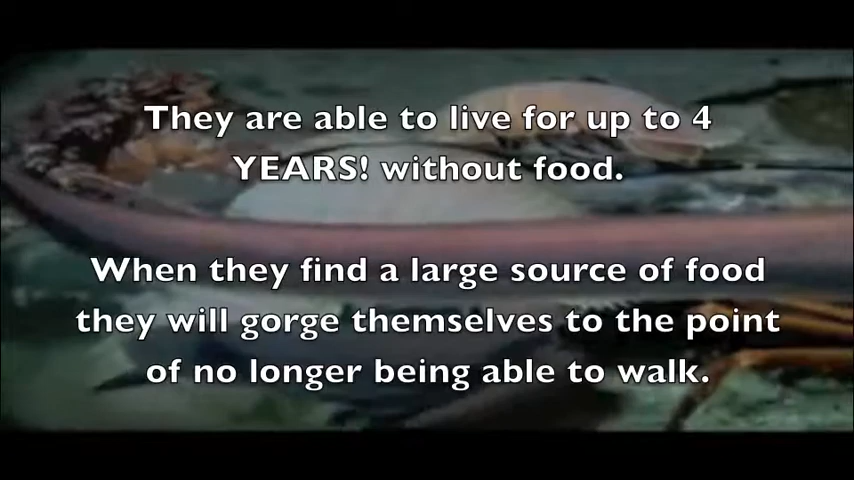 They are able to live for up to 4
YEARS! without food.
When they find a large source of food
they will gorge themselves to the point
of no longer being able to walk.